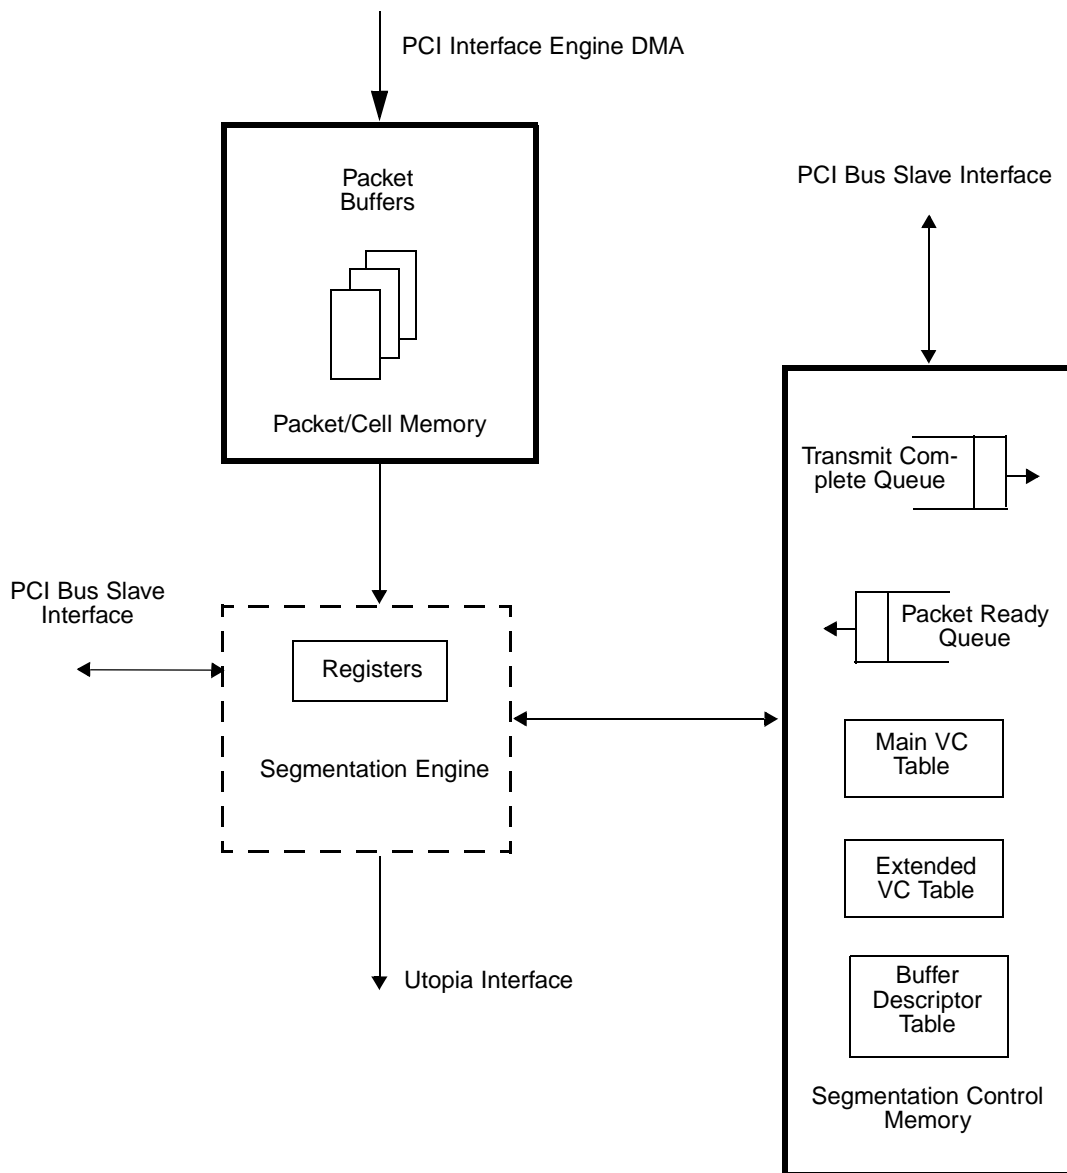 PCI Interface Engine DMA
Packet
Buffers
Packet/Cell Memory
PCI Bus Slave Interface
Transmit Com-
plete Queue
Packet Ready
Queue
PCI Bus Slave
Interface
Registers
Segmentation Engine
Main VC
Table
Extended
VC Table
Buffer
Descriptor
Table
Utopia Interface
Segmentation Control
Memory